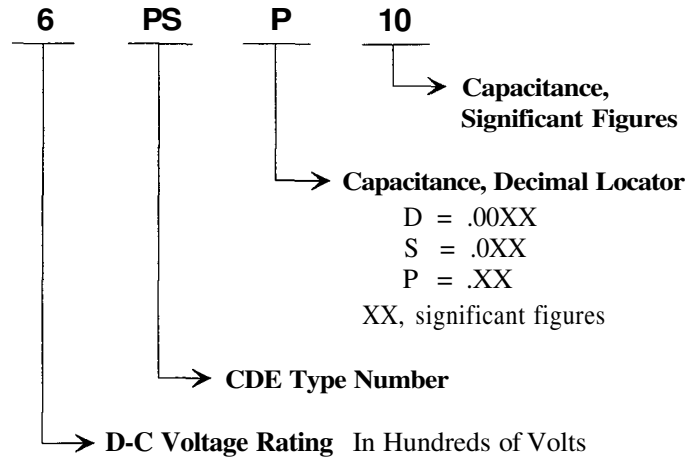 6 PS P 10
Capacitance,
Significant Figures
Capacitance, Decimal Locator
D = .00XX
S = .0XX
P = .XX
XX, significant figures
CDE Type Number
D-C Voltage Rating In Hundreds of Volts